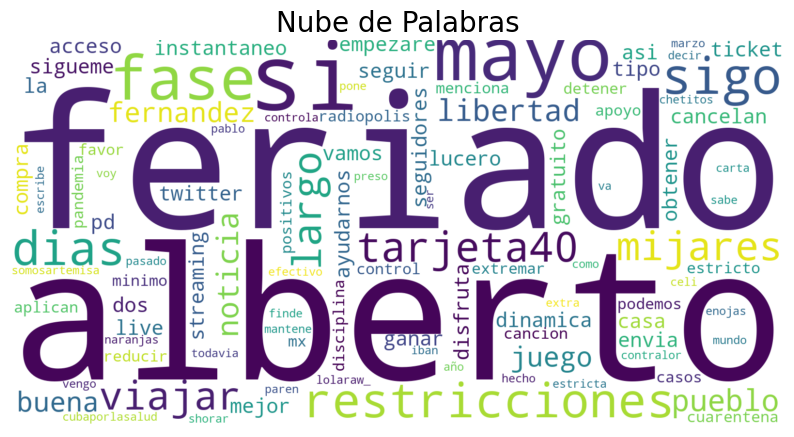 Nube de Palabras
acceso
instantaneo
empezare
mayo
marzo
asi
ticket
decir
sigueme
fase
si
seguir
menciona
tipo
sigo
la
pone
detener
chetitos
fernandez
controla
radiopolis
seguidores
libertad
apoyo
cancelan
compra
escribe
pandemia
favor
pablo
feriado
vamos
lucero
gratuito
obtener
voy
positivos
largo
ayudarnos
preso
ser
va
carta
sabe
pd
twitter
dias
noticia
streaming
tarjeta40
mijares
somosartemisa
pasado
efectivo
control
extremar
como
estricto
celi
alberto
minimo
aplican
dos
live
naranjas
reducir
todavia
finde
mantene
mx
disciplina
iban
ganar
disfruta
extra
dinamica
cancion
podemos
casa
envia
contralor
enojas
mundo
juego
casos
vengo
paren
lolaraw_
año
hecho
estricta
buena
viajar
mejor
restricciones
pueblo
cubaporlasalud
shorar
cuarentena